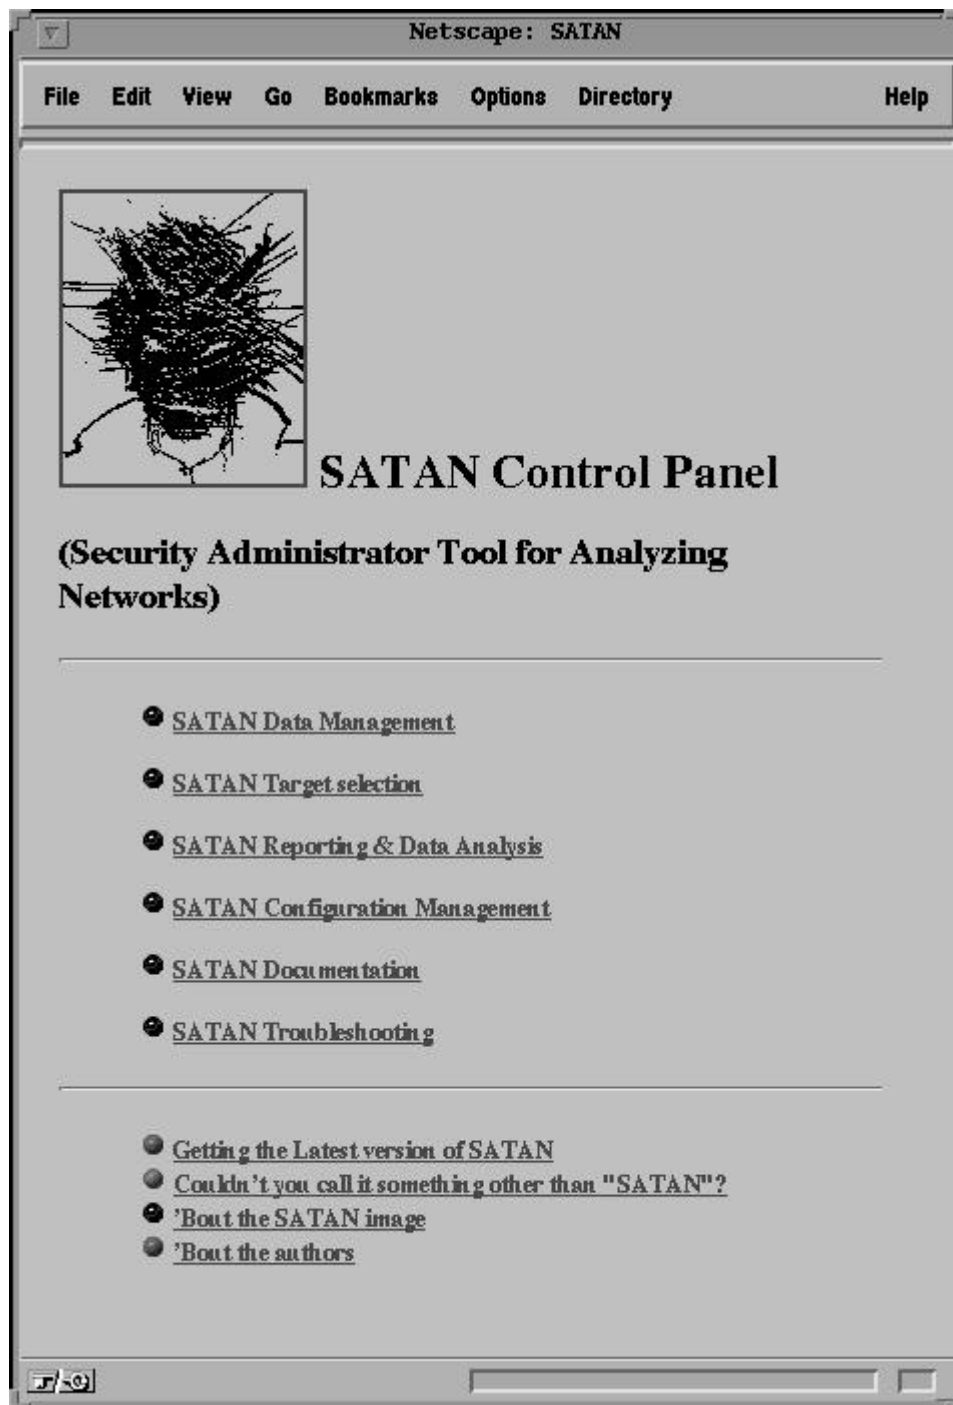 Netscape: SATAN
File Edit View Go Bookmarks Options Directory Help
SATAN Control Panel
(Security Administrator Tool for Analyzing
Networks)
SATAN Data Management
SATAN Target selection
SATAN Reporting & Data Analysis
SATAN Configuration Management
SATAN Documentation
SATAN Troubleshooting
Getting the Latest version of SATAN
Couldn't you call it something other than "SATAN"?
'Bout the SATAN image
'Bout the authors